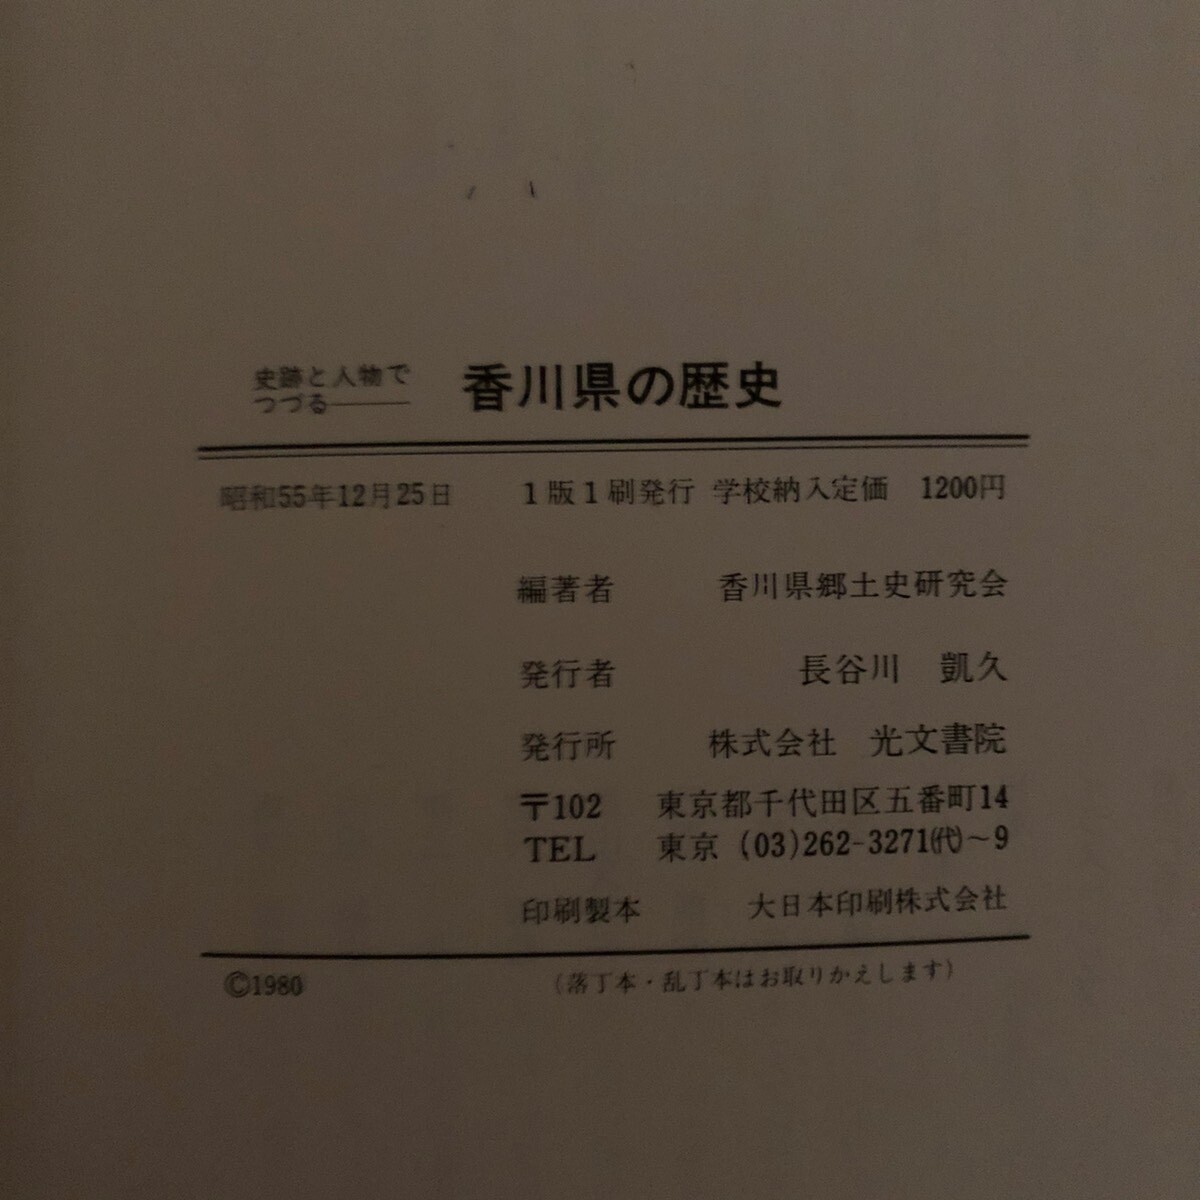 史跡と人物で
つづる―― 香川県の歴史
昭和55年12月25日 1版1刷発行 学校納入定価 1200円
編著者 香川県郷土史研究会
発行者 長谷川 凱久
発行所 株式会社 光文書院
〒102 東京都千代田区五番町14
TEL 東京 (03)262-3271㈹~9
印刷製本 大日本印刷株式会社
©1980 (落丁本・乱丁本はお取りかえします)